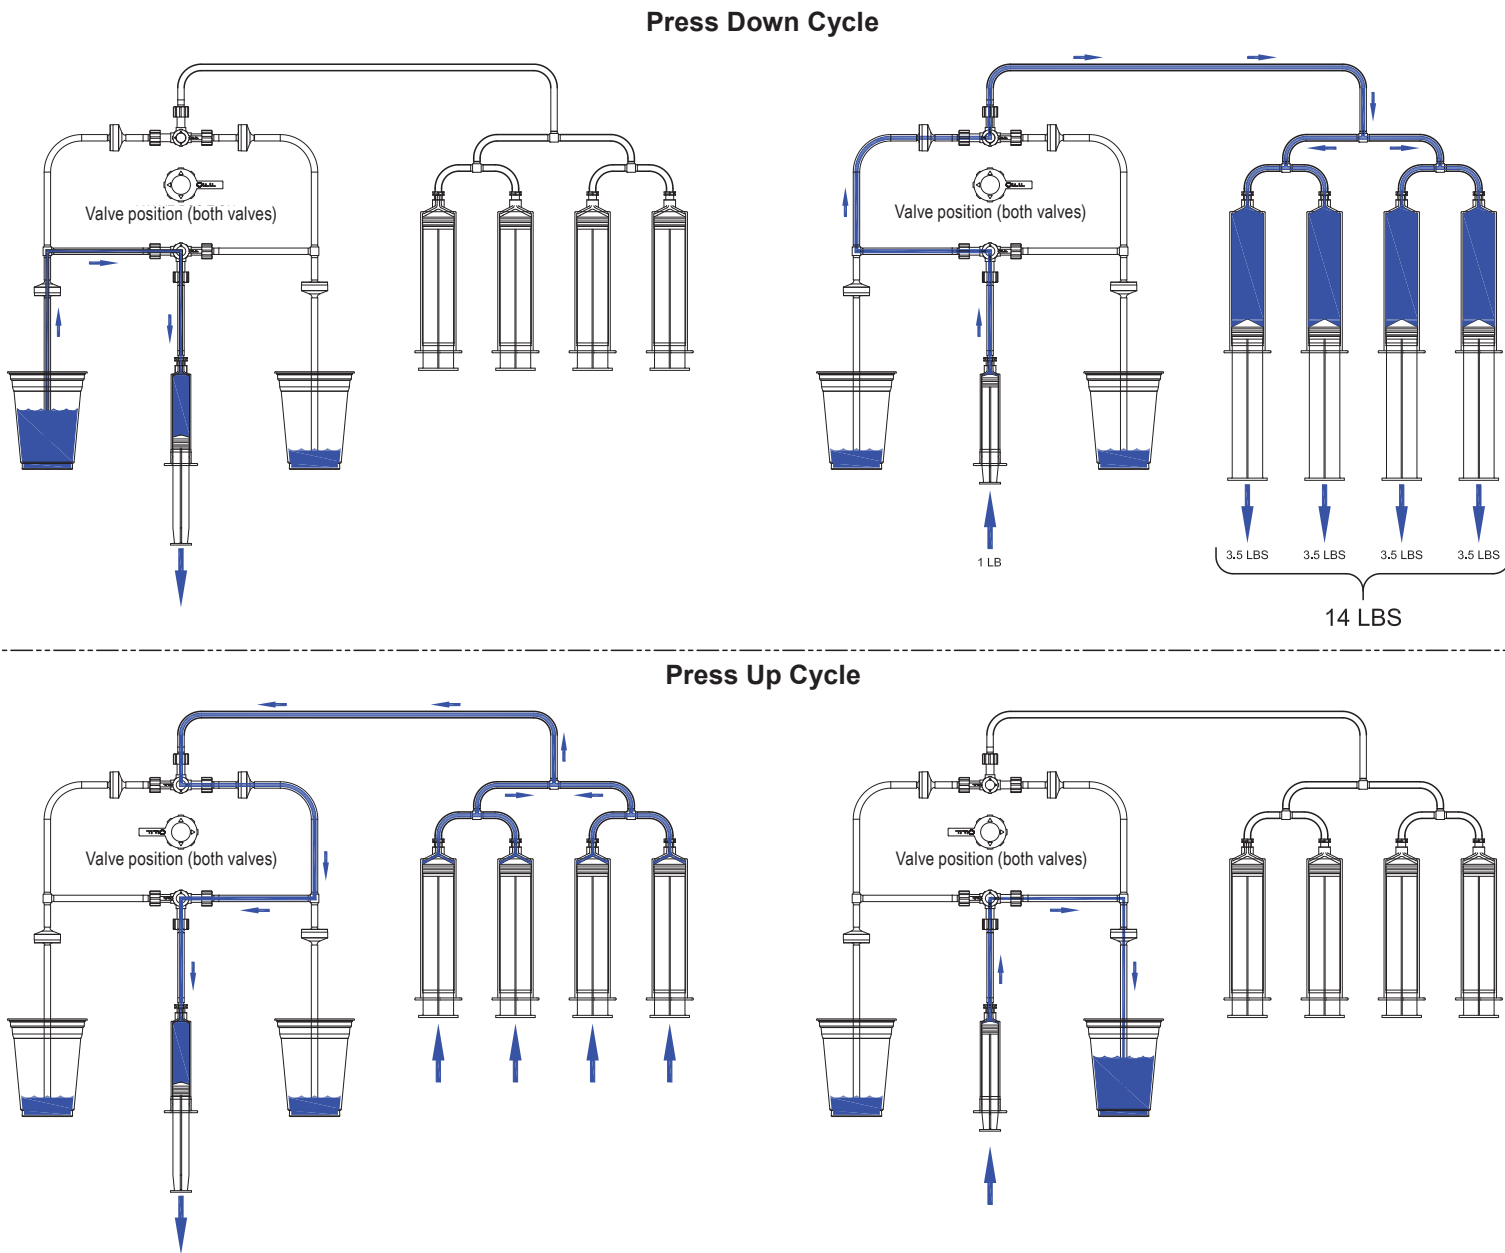 Press Down Cycle
Valve position (both valves)
Valve position (both valves)
1 LB
3.5 LBS
3.5 LBS
3.5 LBS
3.5 LBS
14 LBS
Press Up Cycle
Valve position (both valves)
Valve position (both valves)